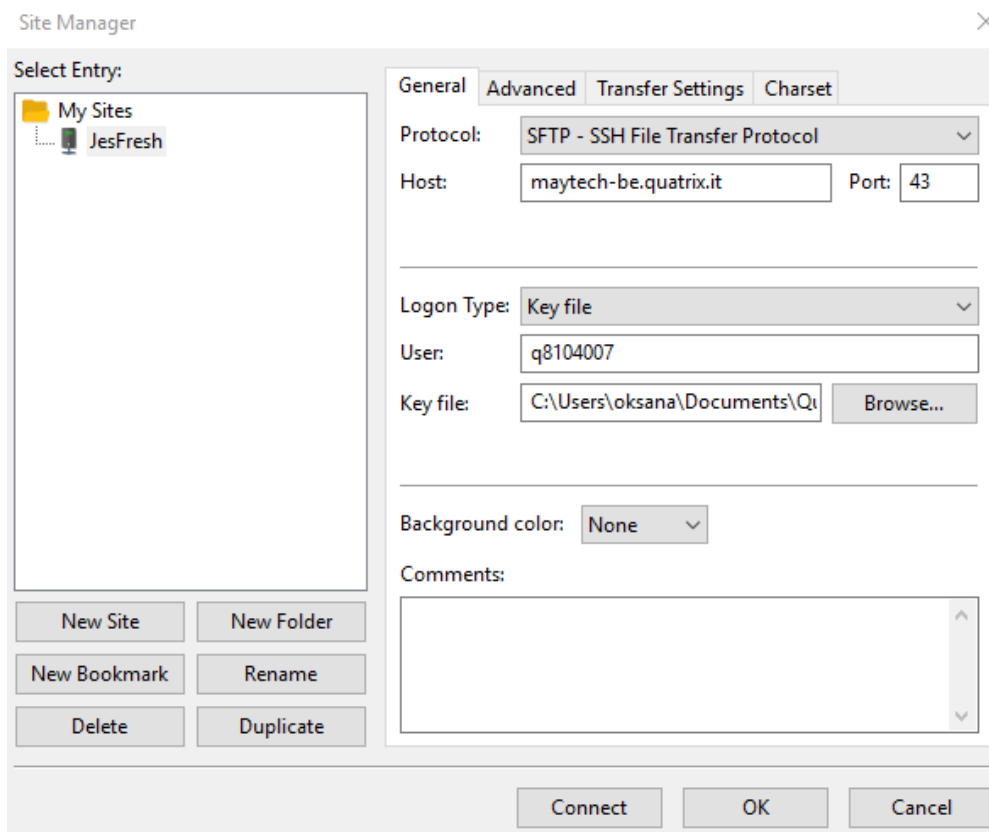 Site Manager
Select Entry:
My Sites
JesFresh
New Site New Folder
New Bookmark Rename
Delete Duplicate
General Advanced Transfer Settings Charset
Protocol: SFTP - SSH File Transfer Protocol
Host: maytech-be.quatrix.it Port: 43
Logon Type: Key file
User: q8104007
Key file: C:\Users\oksana\Documents\Qu Browse...
Background color: None
Comments:
Connect OK Cancel